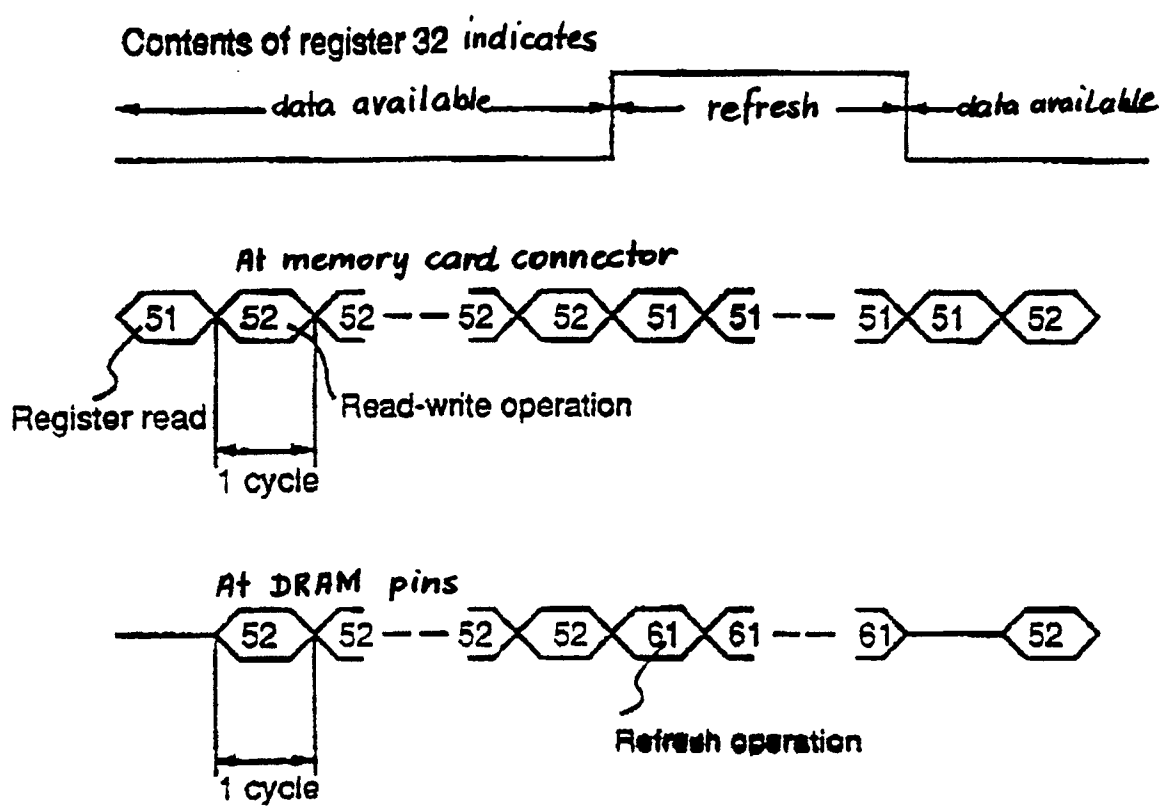 Contents of register 32 indicates
data available refresh data available
At memory card connector
51 52 52 52 52 51 51 51 51 52
Register read Read-write operation
1 cycle
At DRAM pins
52 52 52 52 61 61 61 52
Refresh operation
1 cycle